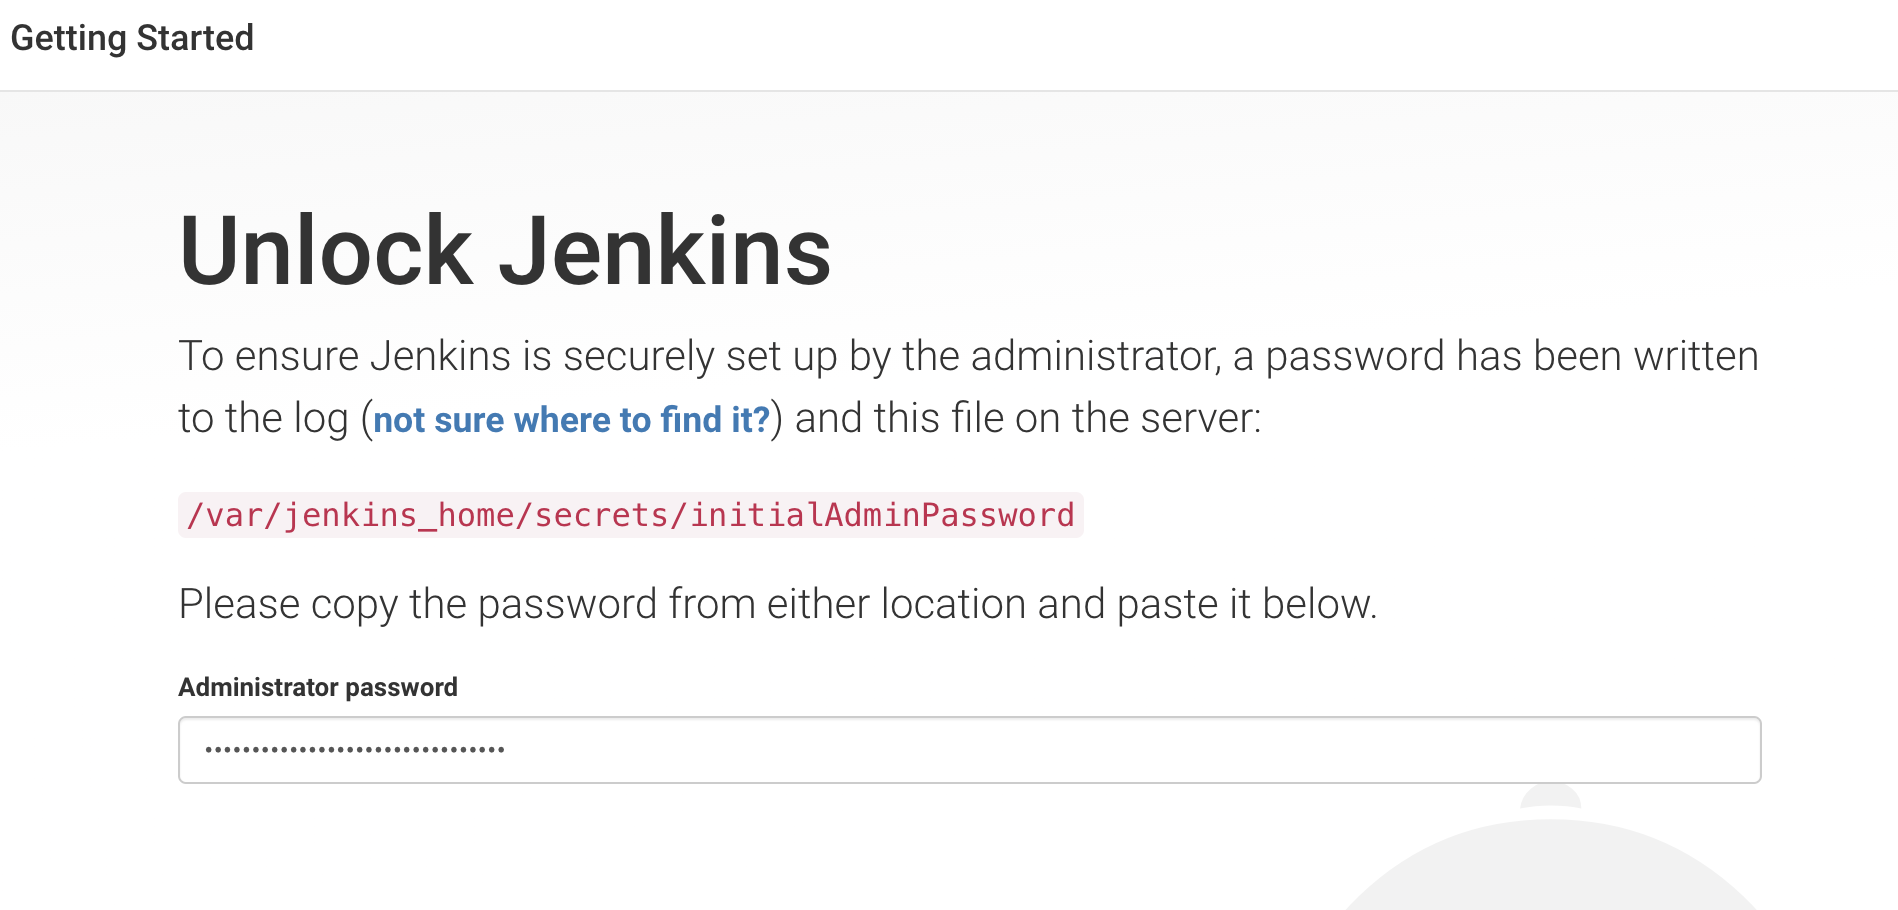 Getting Started
Unlock Jenkins
To ensure Jenkins is securely set up by the administrator, a password has been written
to the log (not sure where to find it?) and this file on the server:
/var/jenkins_home/secrets/initialAdminPassword
Please copy the password from either location and paste it below.
Administrator password
••••••••••••••••••••••••••••••••